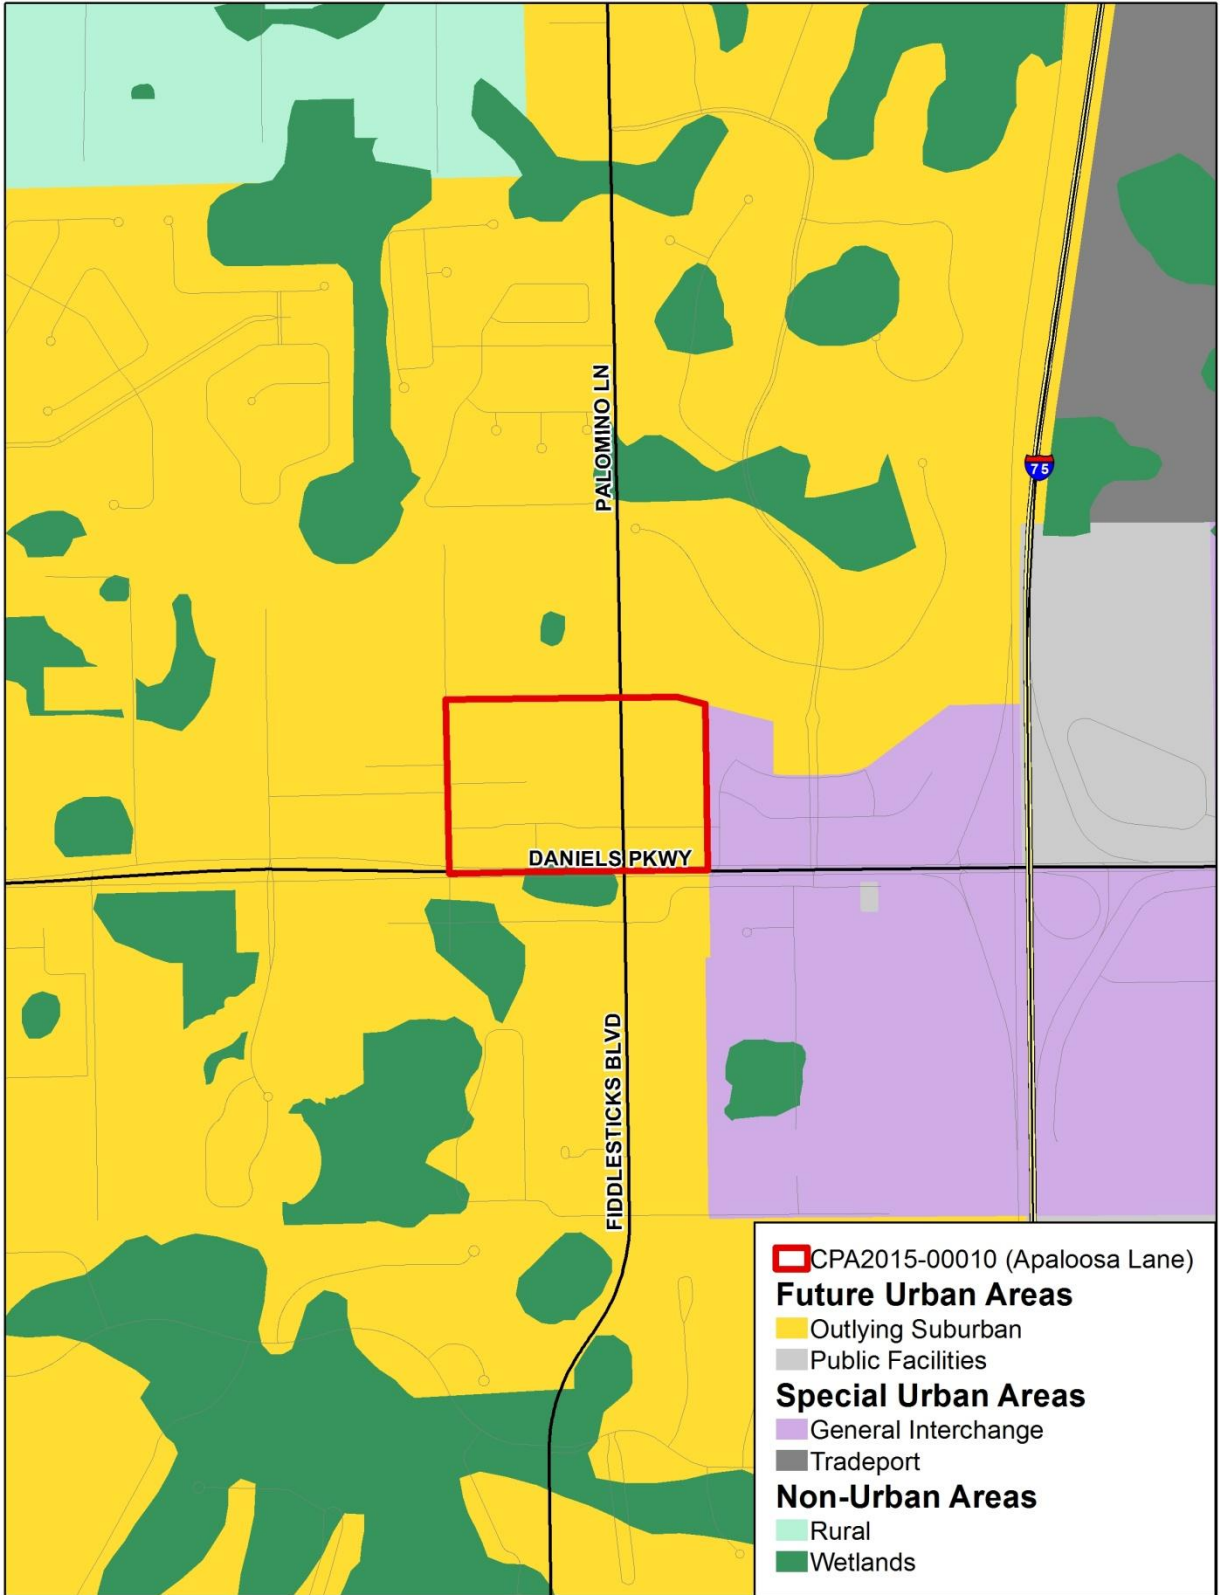 PALOMINO LN
75
DANIELS PKWY
FIDDLESTICKS BLVD
CPA2015-00010 (Apaloosa Lane)
Future Urban Areas
Outlying Suburban
Public Facilities
Special Urban Areas
General Interchange
Tradeport
Non-Urban Areas
Rural
Wetlands